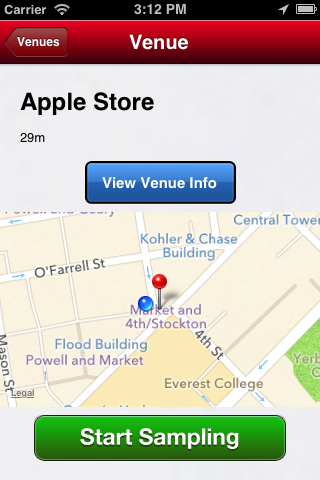 Carrier 3:12 PM
Venues Venue
Apple Store
29m
View Venue Info
Powell and Geary
Central Tower
Kohler & Chase
Building
O'Farrell St
Market and
4th/Stockton
4th St
Flood Building
Powell and Market
Mason St
Everest College
Legal
Start Sampling